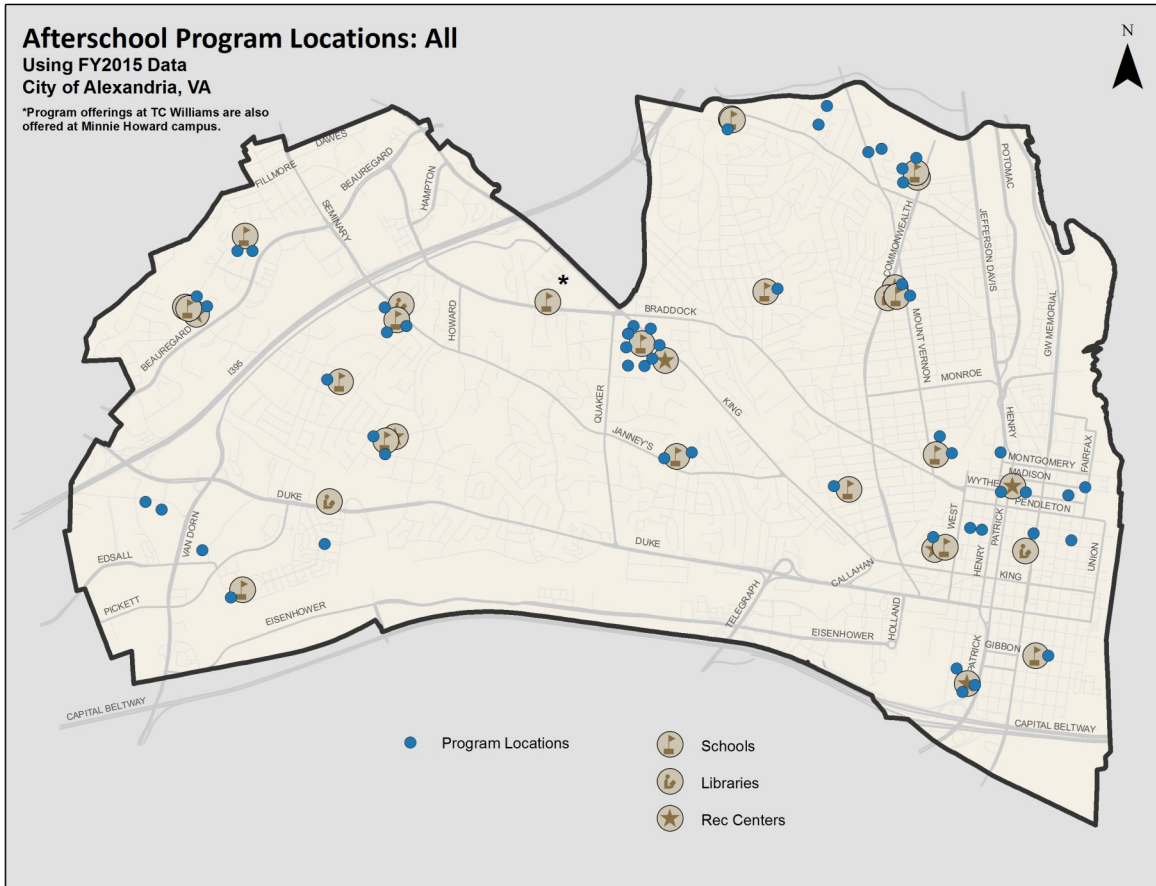 Afterschool Program Locations: All
Using FY2015 Data
City of Alexandria, VA
*Program offerings at TC Williams are also
offered at Minnie Howard campus.
N
DAWES
FILLMORE
BEAUREGARD
HAMPTON
SEMINARY
POTOMAC
COMMONWEALTH
JEFFERSON DAVIS
*
HOWARD
BRADDOCK
GW MEMORIAL
BEAUREGARD
I395
MOUNT VERNON
MONROE
QUAKER
KING
HENRY
JANNEY'S
FAIRFAX
MONTGOMERY
MADISON
WYTHE
PENDLETON
DUKE
WEST
PATRICK
VAN DORN
DUKE
HENRY
UNION
EDSALL
KING
CALLAHAN
PICKETT
TELEGRAPH
EISENHOWER
HOLLAND
EISENHOWER
GIBBON
PATRICK
CAPITAL BELTWAY
CAPITAL BELTWAY
Program Locations
Schools
Libraries
Rec Centers